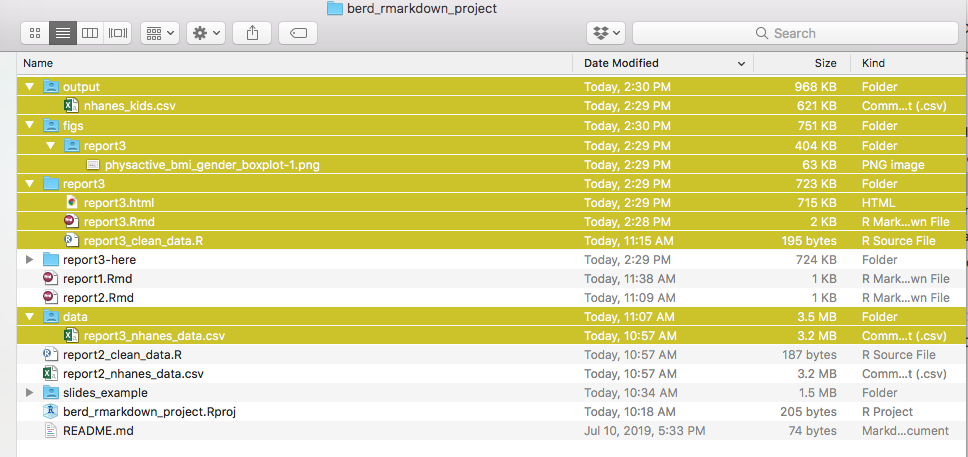 berd_rmarkdown_project
Search
Name Date Modified Size Kind
output Today, 2:30 PM 968 KB Folder
nhanes_kids.csv Today, 2:29 PM 621 KB Comm...t (.csv)
figs Today, 2:30 PM 751 KB Folder
report3 Today, 2:29 PM 404 KB Folder
physactive_bmi_gender_boxplot-1.png Today, 2:29 PM 63 KB PNG image
report3 Today, 2:29 PM 723 KB Folder
report3.html Today, 2:29 PM 715 KB HTML
report3.Rmd Today, 2:28 PM 2 KB R Mark...wn File
report3_clean_data.R Today, 11:15 AM 195 bytes R Source File
report3-here Today, 2:29 PM 724 KB Folder
report1.Rmd Today, 11:38 AM 1 KB R Mark...wn File
report2.Rmd Today, 11:09 AM 1 KB R Mark...wn File
data Today, 11:07 AM 3.5 MB Folder
report3_nhanes_data.csv Today, 10:57 AM 3.2 MB Comm...t (.csv)
report2_clean_data.R Today, 10:57 AM 187 bytes R Source File
report2_nhanes_data.csv Today, 10:57 AM 3.2 MB Comm...t (.csv)
slides_example Today, 10:34 AM 1.5 MB Folder
berd_rmarkdown_project.Rproj Today, 10:18 AM 205 bytes R Project
README.md Jul 10, 2019, 5:33 PM 74 bytes Markd...cument